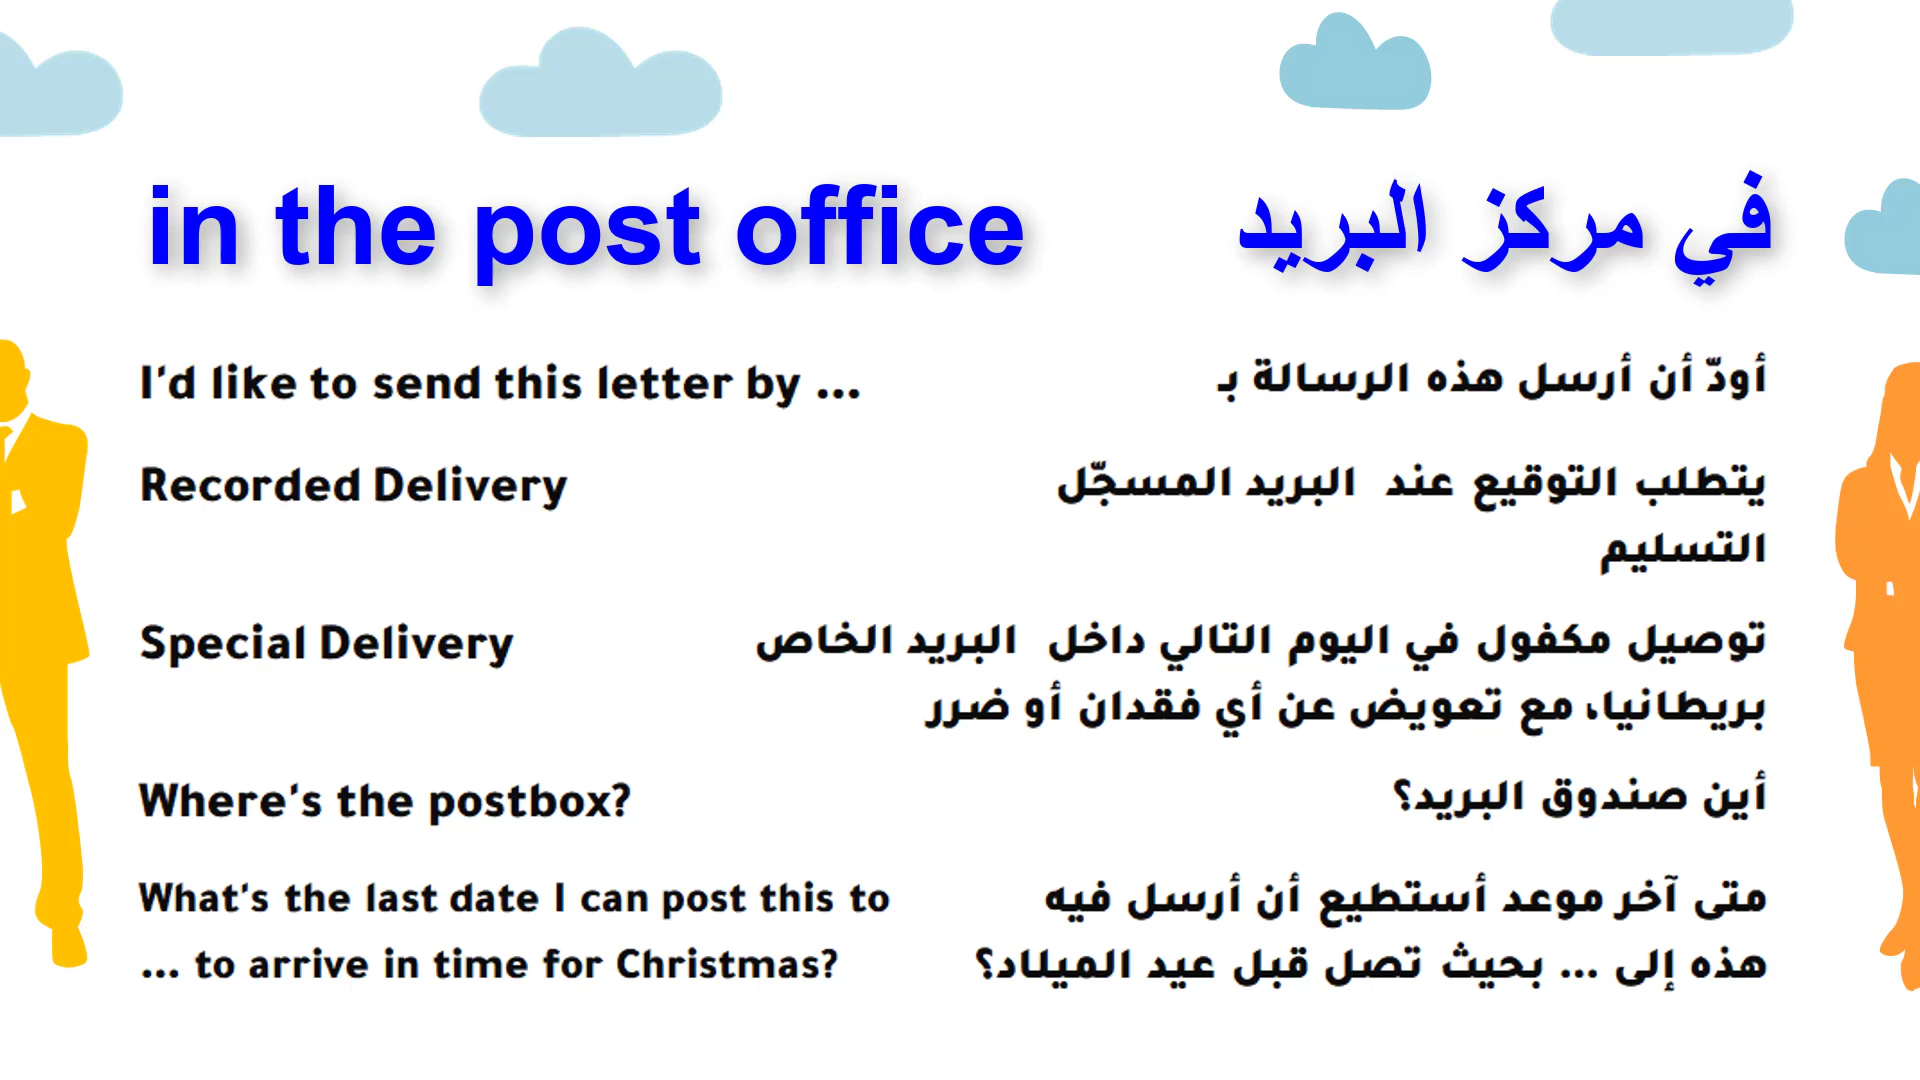 in the post office
في مركز البريد
I'd like to send this letter by ...
أودّ أن أرسل هذه الرسالة بـ
Recorded Delivery
يتطلب التوقيع عند البريد المسجّل
التسليم
Special Delivery
توصيل مكفول في اليوم التالي داخل البريد الخاص
بريطانيا، مع تعويض عن أي فقدان أو ضرر
Where's the postbox?
أين صندوق البريد؟
What's the last date I can post this to
... to arrive in time for Christmas?
متى آخر موعد أستطيع أن أرسل فيه
هذه إلى ... بحيث تصل قبل عيد الميلاد؟